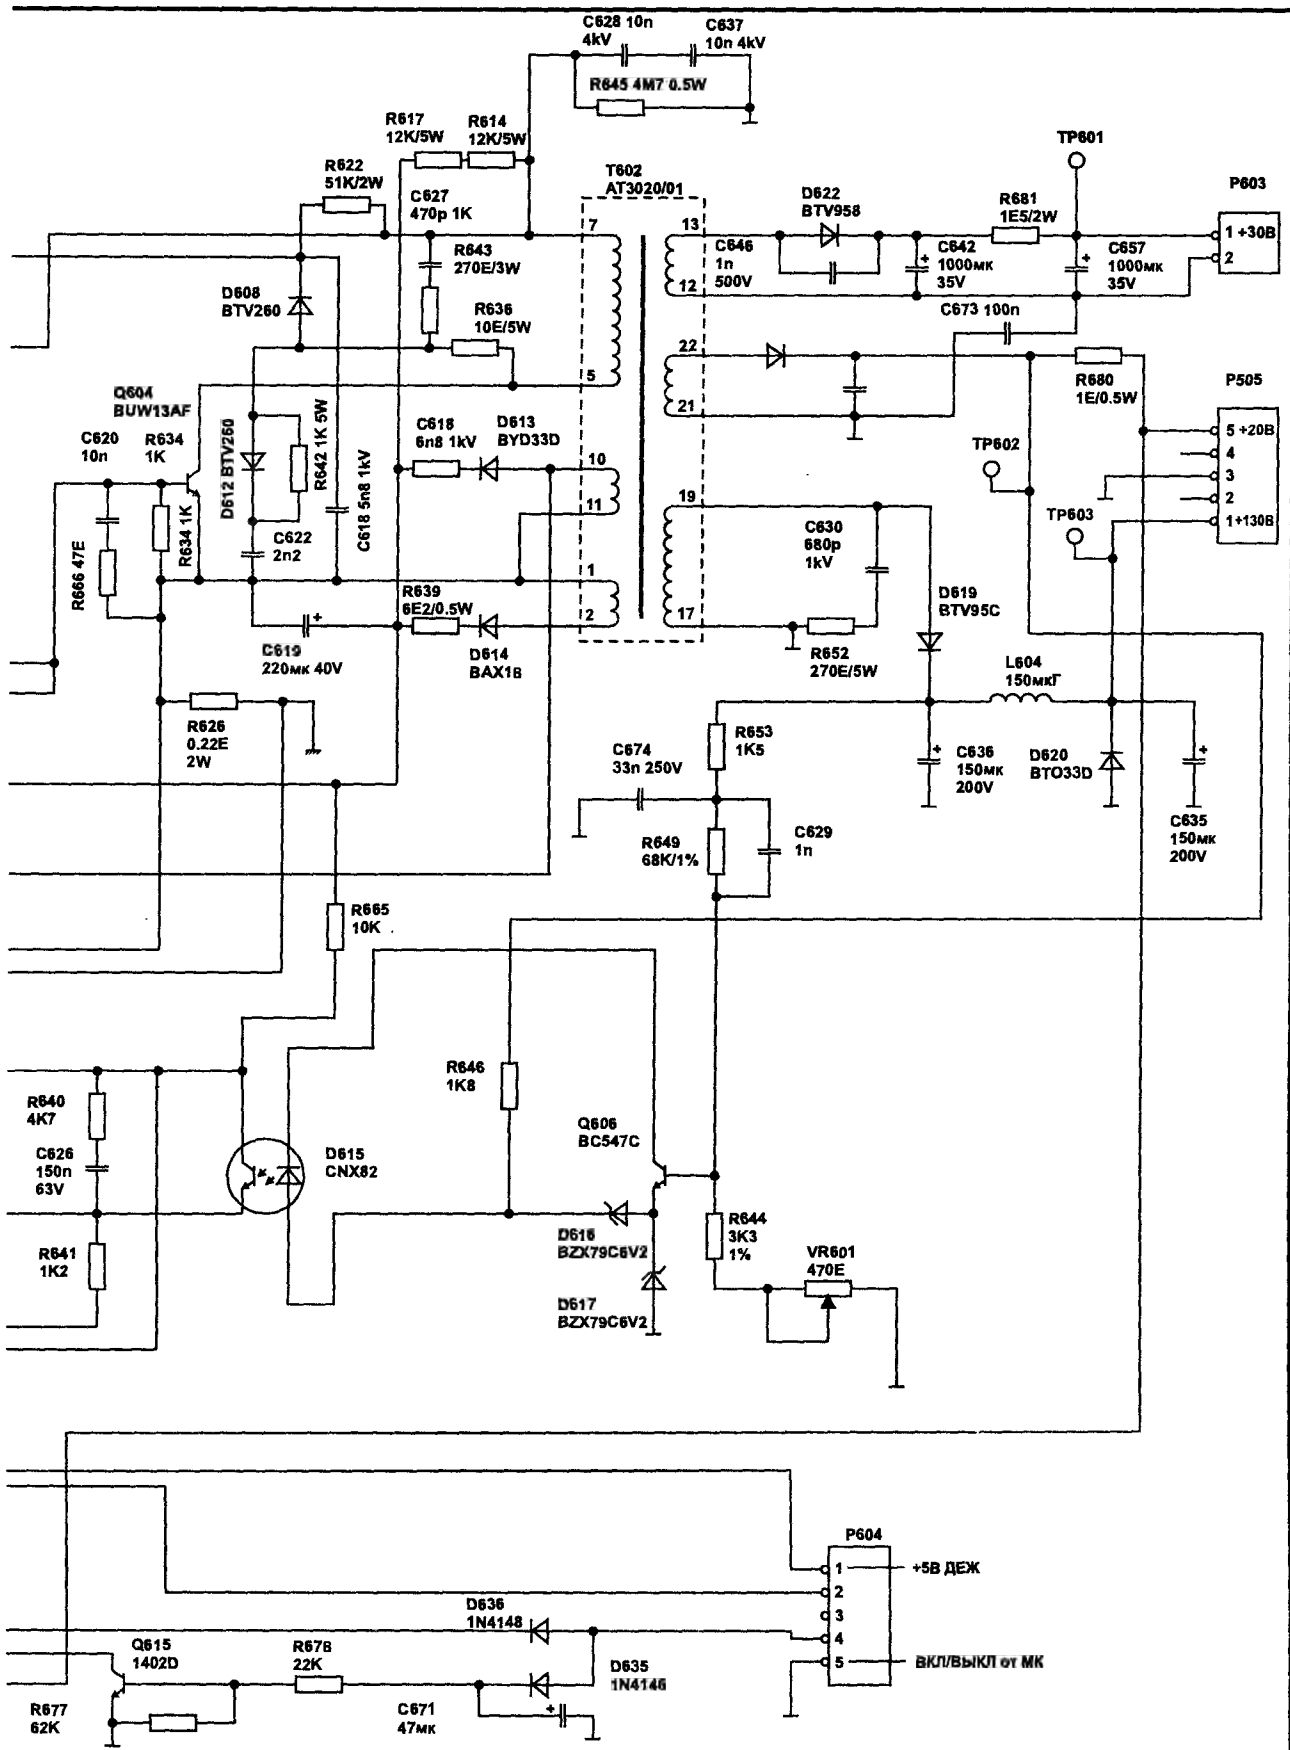 C628 10n
4kV
C637
10n 4kV
R645 4M7 0.5W
R617
12K/5W
R614
12K/5W
TP601
R622
51K/2W
T602
AT3020/01
C627
470p 1K
D622
BTV958
R681
1E5/2W
P603
7
13
1 +30В
2
R643
270E/3W
C646
1n
500V
C642
1000мк
35V
C657
1000мк
35V
12
D608
BTV260
R636
10E/5W
C673 100n
22
5
21
R680
1E/0.5W
P505
Q604
BUW13AF
C620
10n
R634
1K
D612 BTV260
R642 1K 5W
C618 5n8 1kV
C618
6n8 1kV
D613
BYD33D
10
11
TP602
5 +20В
4
3
2
1+130В
19
TP603
R666 47E
R634 1K
C622
2n2
C630
680p
1kV
1
2
R639
6E2/0.5W
D619
BTV95C
17
C619
220мк 40V
D614
BAX18
R652
270E/5W
L604
150мкГ
R626
0.22E
2W
R653
1K5
C674
33n 250V
C636
150мк
200V
D620
BTO33D
C635
150мк
200V
R649
68K/1%
C629
1n
R665
10K
R640
4K7
R646
1K8
Q606
BC547C
C626
150n
63V
D615
CNX82
R641
1K2
D616
BZX79C6V2
R644
3K3
1%
VR601
470E
D617
BZX79C6V2
P604
1
+5В ДЕЖ
2
3
4
5
ВКЛ/ВЫКЛ от МК
D636
1N4148
Q615
1402D
R678
22K
D635
1N4148
R677
62K
C671
47мк